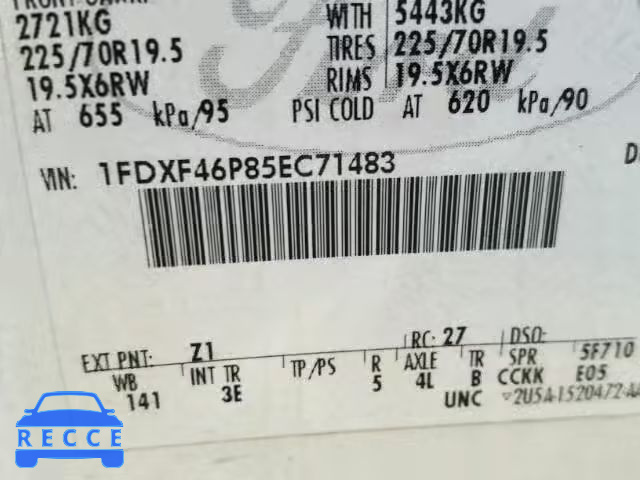 2721KG WITH 5443KG
225/70R19.5 TIRES 225/70R19.5
19.5X6RW RIMS 19.5X6RW
AT 655 kPa/95 PSI COLD AT 620 kPa/90
VIN: 1FDXF46P85EC71483
RC: 27 DSO:
EXT PNT: Z1 5F710
WB INT TR TP/PS R AXLE TR SPR
141 3E 5 4L B CCKK E05
UNC
RECCE